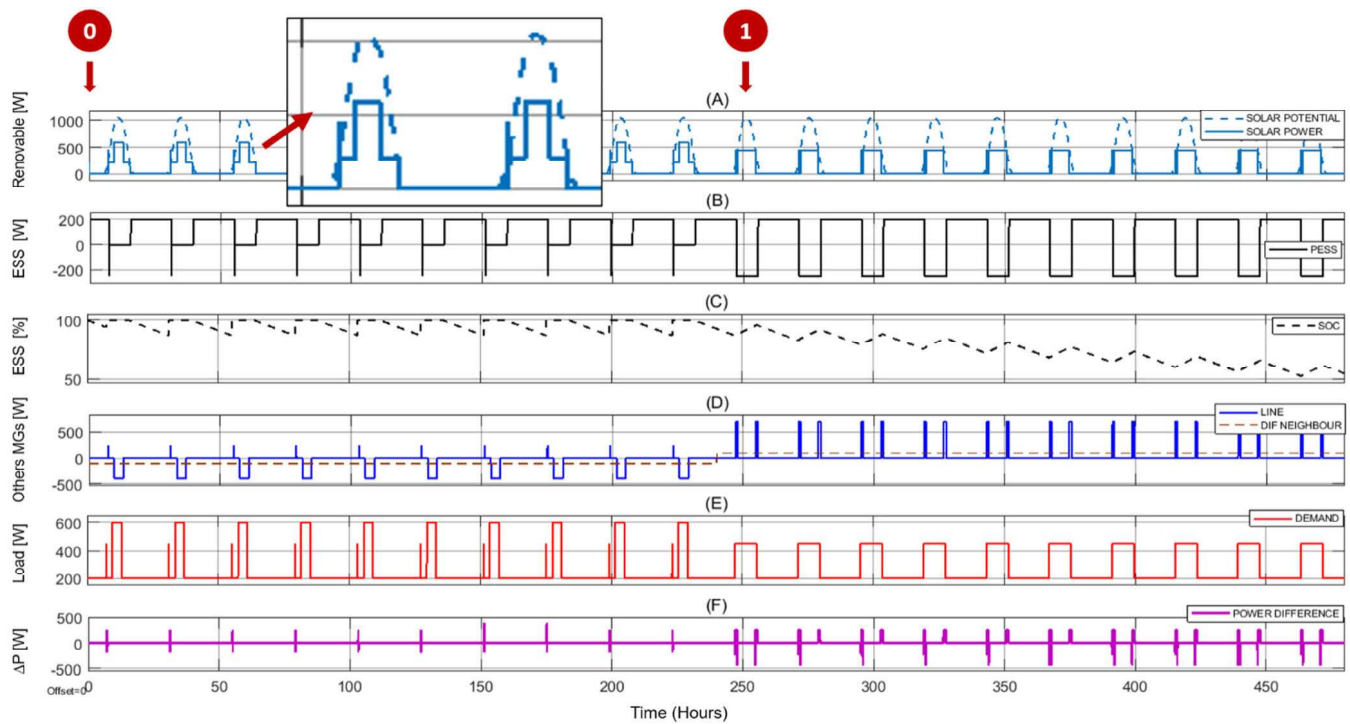 0 1
(A)
Renovable [W]
1000
500
0
SOLAR POTENTIAL
SOLAR POWER
(B)
ESS [W]
200
0
-200
PESS
(C)
ESS [%]
100
50
SOC
(D)
Others MGs [W]
500
0
-500
LINE
DIF NEIGHBOUR
(E)
Load [W]
600
400
200
DEMAND
(F)
ΔP [W]
500
0
-500
POWER DIFFERENCE
Offset=0
0 50 100 150 200 250 300 350 400 450
Time (Hours)